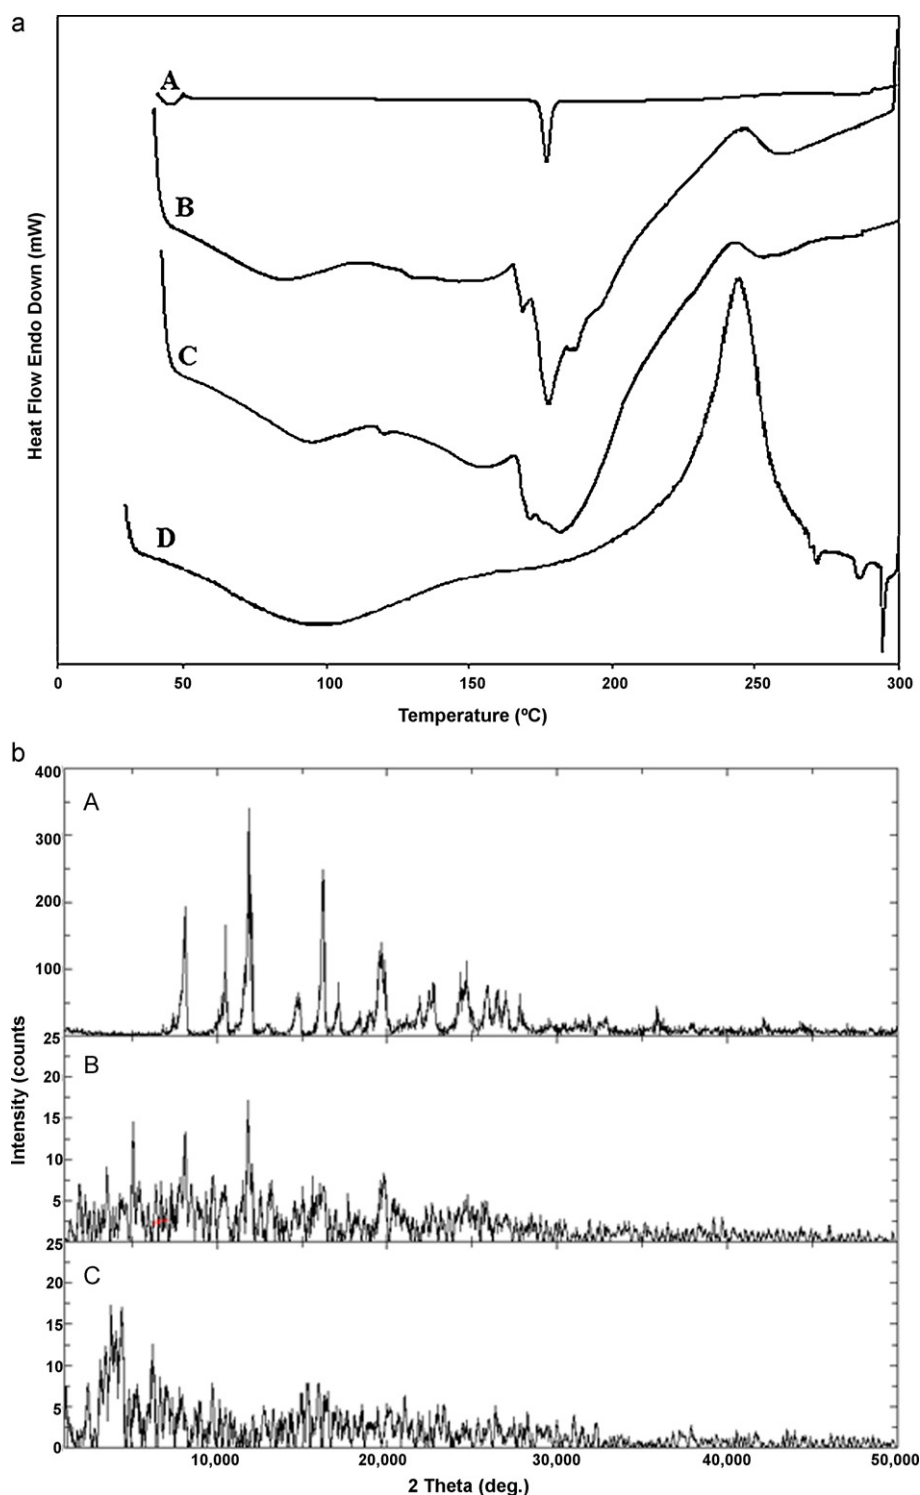 a
A
B
C
D
Heat Flow Endo Down (mW)
0 50 100 150 200 250 300
Temperature (ºC)
b
400
A
300
200
100
25
B
20
15
10
5
25
C
20
15
10
5
0
Intensity (counts
10,000 20,000 30,000 40,000 50,000
2 Theta (deg.)